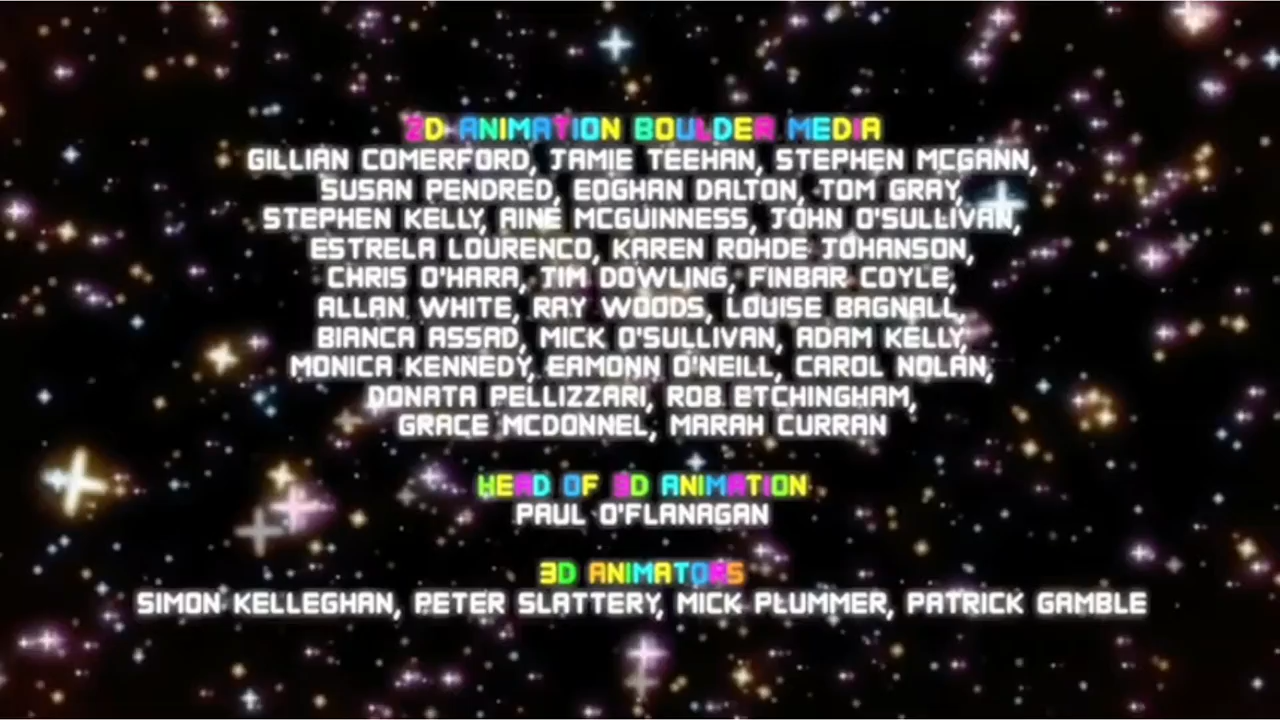 2D ANIMATION BOULDER MEDIA
GILLIAN COMERFORD, JAMIE TEEHAN, STEPHEN MCGANN,
SUSAN PENDRED, EOGHAN DALTON, TOM GRAY,
STEPHEN KELLY, AINE MCGUINNESS, JOHN O'SULLIVAN,
ESTRELA LOURENCO, KAREN ROHDE JOHANSON,
CHRIS O'HARA, TIM DOWLING, FINBAR COYLE,
ALLAN WHITE, RAY WOODS, LOUISE BAGNALL,
BIANCA ASSAD, MICK O'SULLIVAN, ADAM KELLY,
MONICA KENNEDY, EAMONN O'NEILL, CAROL NOLAN,
DONATA PELLIZZARI, ROB ETCHINGHAM,
GRACE MCDONNEL, MARAH CURRAN
HEAD OF 3D ANIMATION
PAUL O'FLANAGAN
3D ANIMATORS
SIMON KELLEGHAN, PETER SLATTERY, MICK PLUMMER, PATRICK GAMBLE